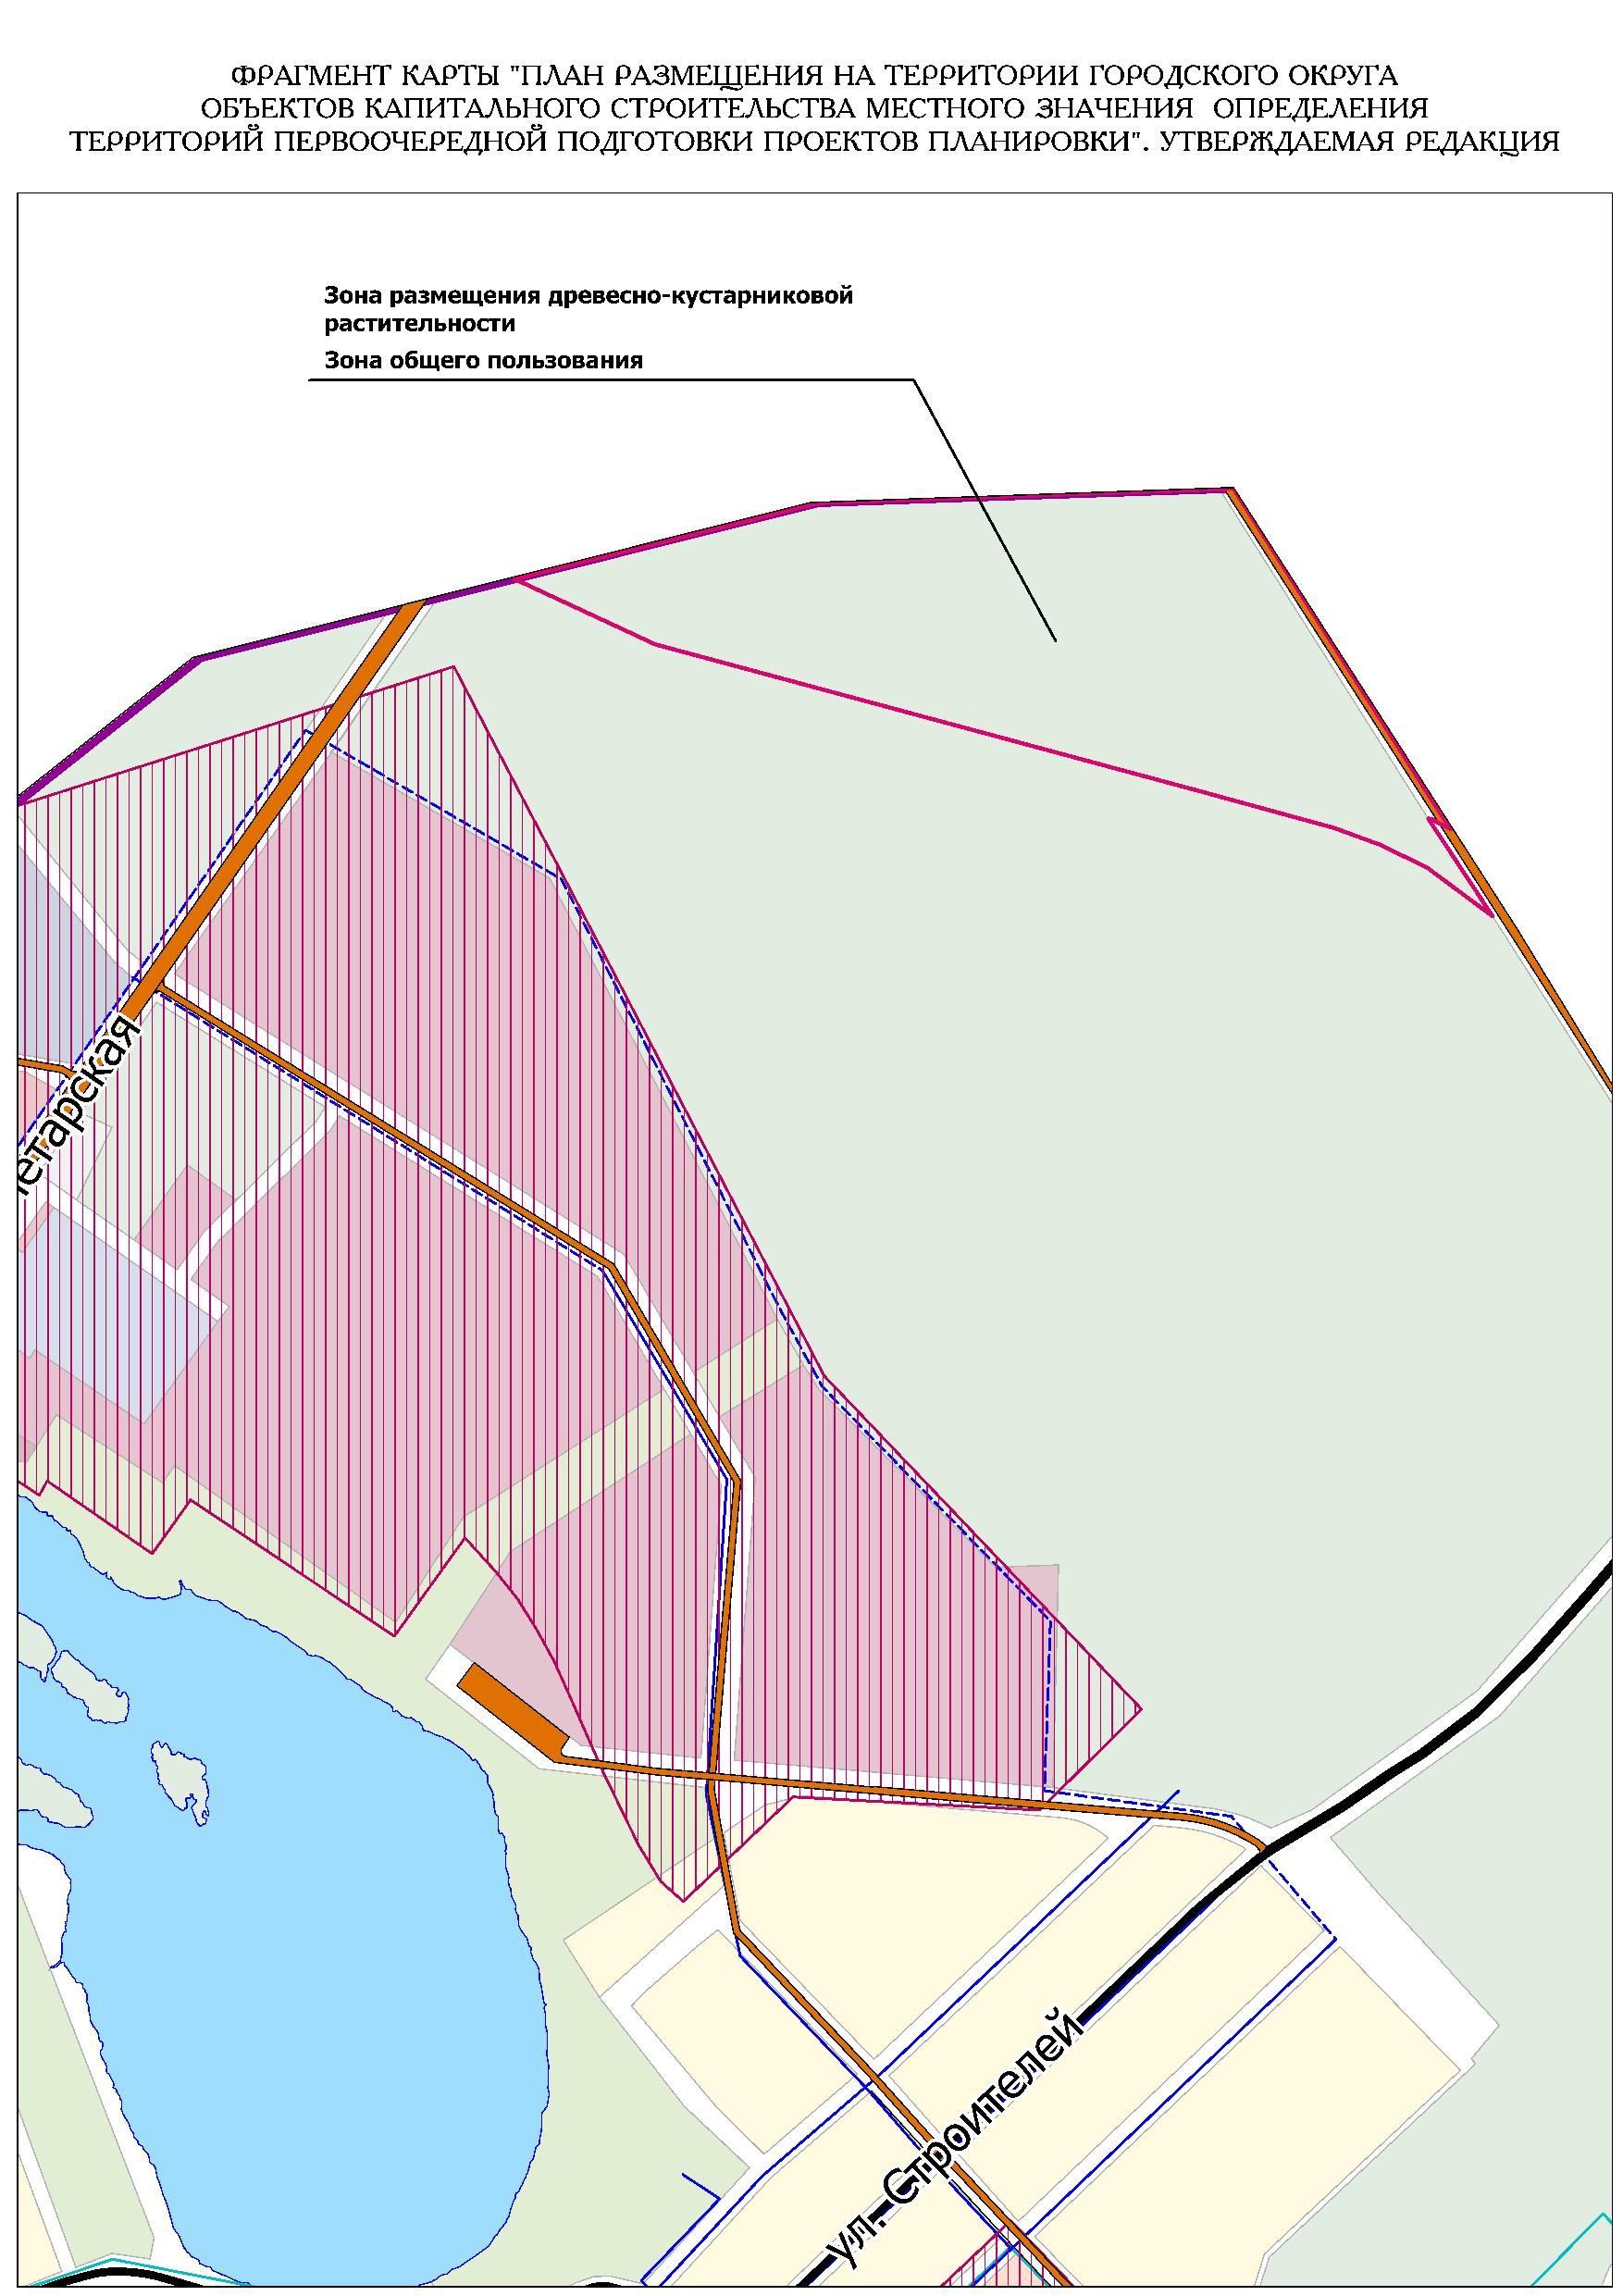 ФРАГМЕНТ КАРТЫ "ПЛАН РАЗМЕЩЕНИЯ НА ТЕРРИТОРИИ ГОРОДСКОГО ОКРУГА
ОБЪЕКТОВ КАПИТАЛЬНОГО СТРОИТЕЛЬСТВА МЕСТНОГО ЗНАЧЕНИЯ ОПРЕДЕЛЕНИЯ
ТЕРРИТОРИЙ ПЕРВООЧЕРЕДНОЙ ПОДГОТОВКИ ПРОЕКТОВ ПЛАНИРОВКИ". УТВЕРЖДАЕМАЯ РЕДАКЦИЯ
Зона размещения древесно-кустарниковой
растительности
Зона общего пользования
летарская
ул. Строителей